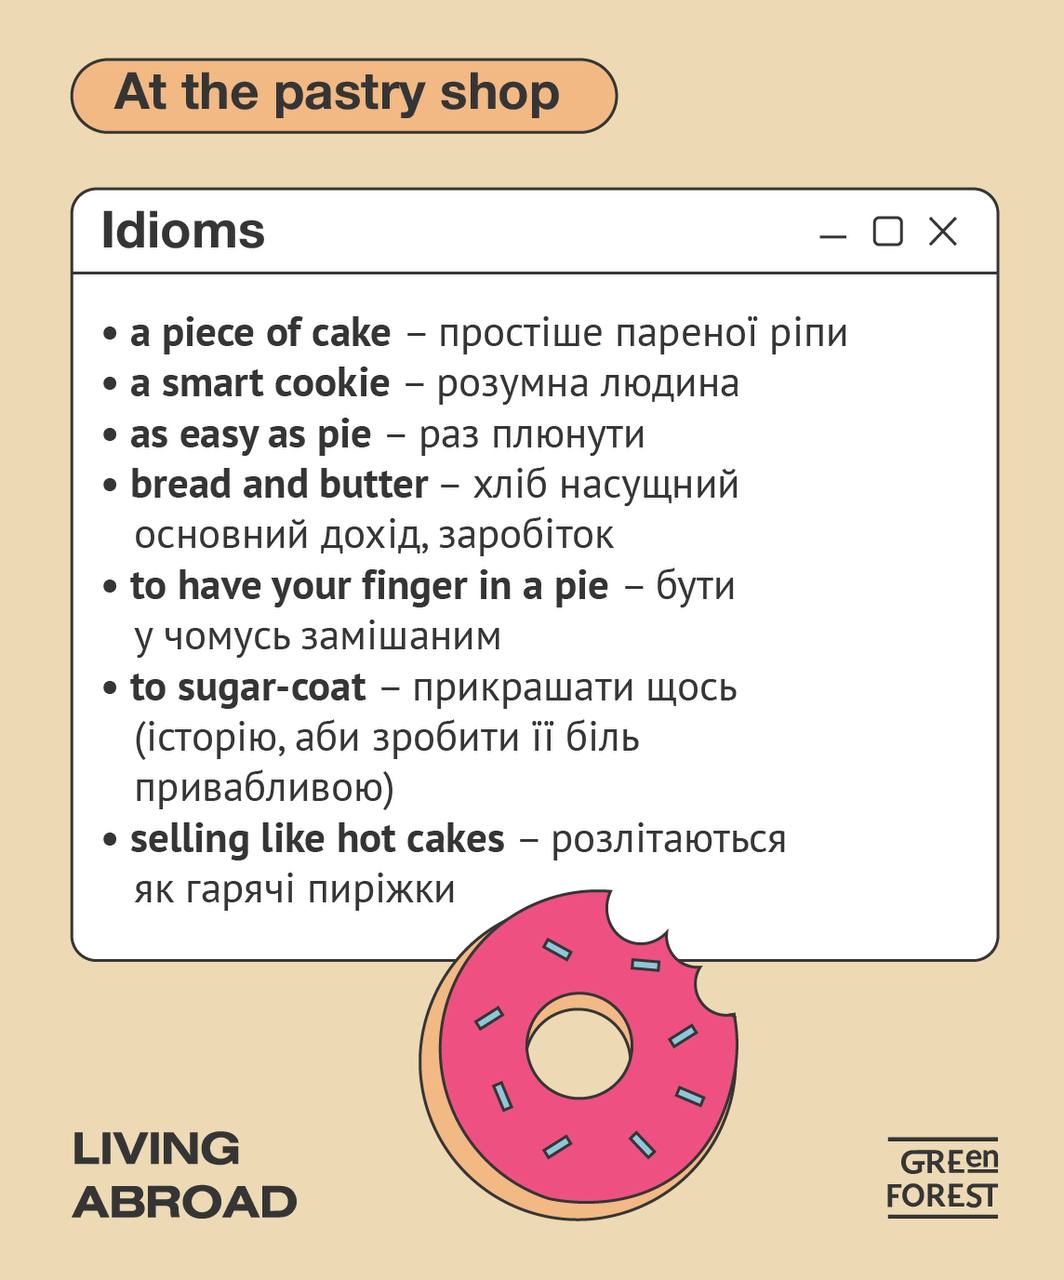 At the pastry shop
Idioms
• a piece of cake – простіше пареної ріпи
• a smart cookie – розумна людина
• as easy as pie – раз плюнути
• bread and butter – хліб насущний
основний дохід, заробіток
• to have your finger in a pie – бути
у чомусь замішаним
• to sugar-coat – прикрашати щось
(історію, аби зробити її біль
привабливою)
• selling like hot cakes – розлітаються
як гарячі пиріжки
LIVING
ABROAD
GREen
FOREST